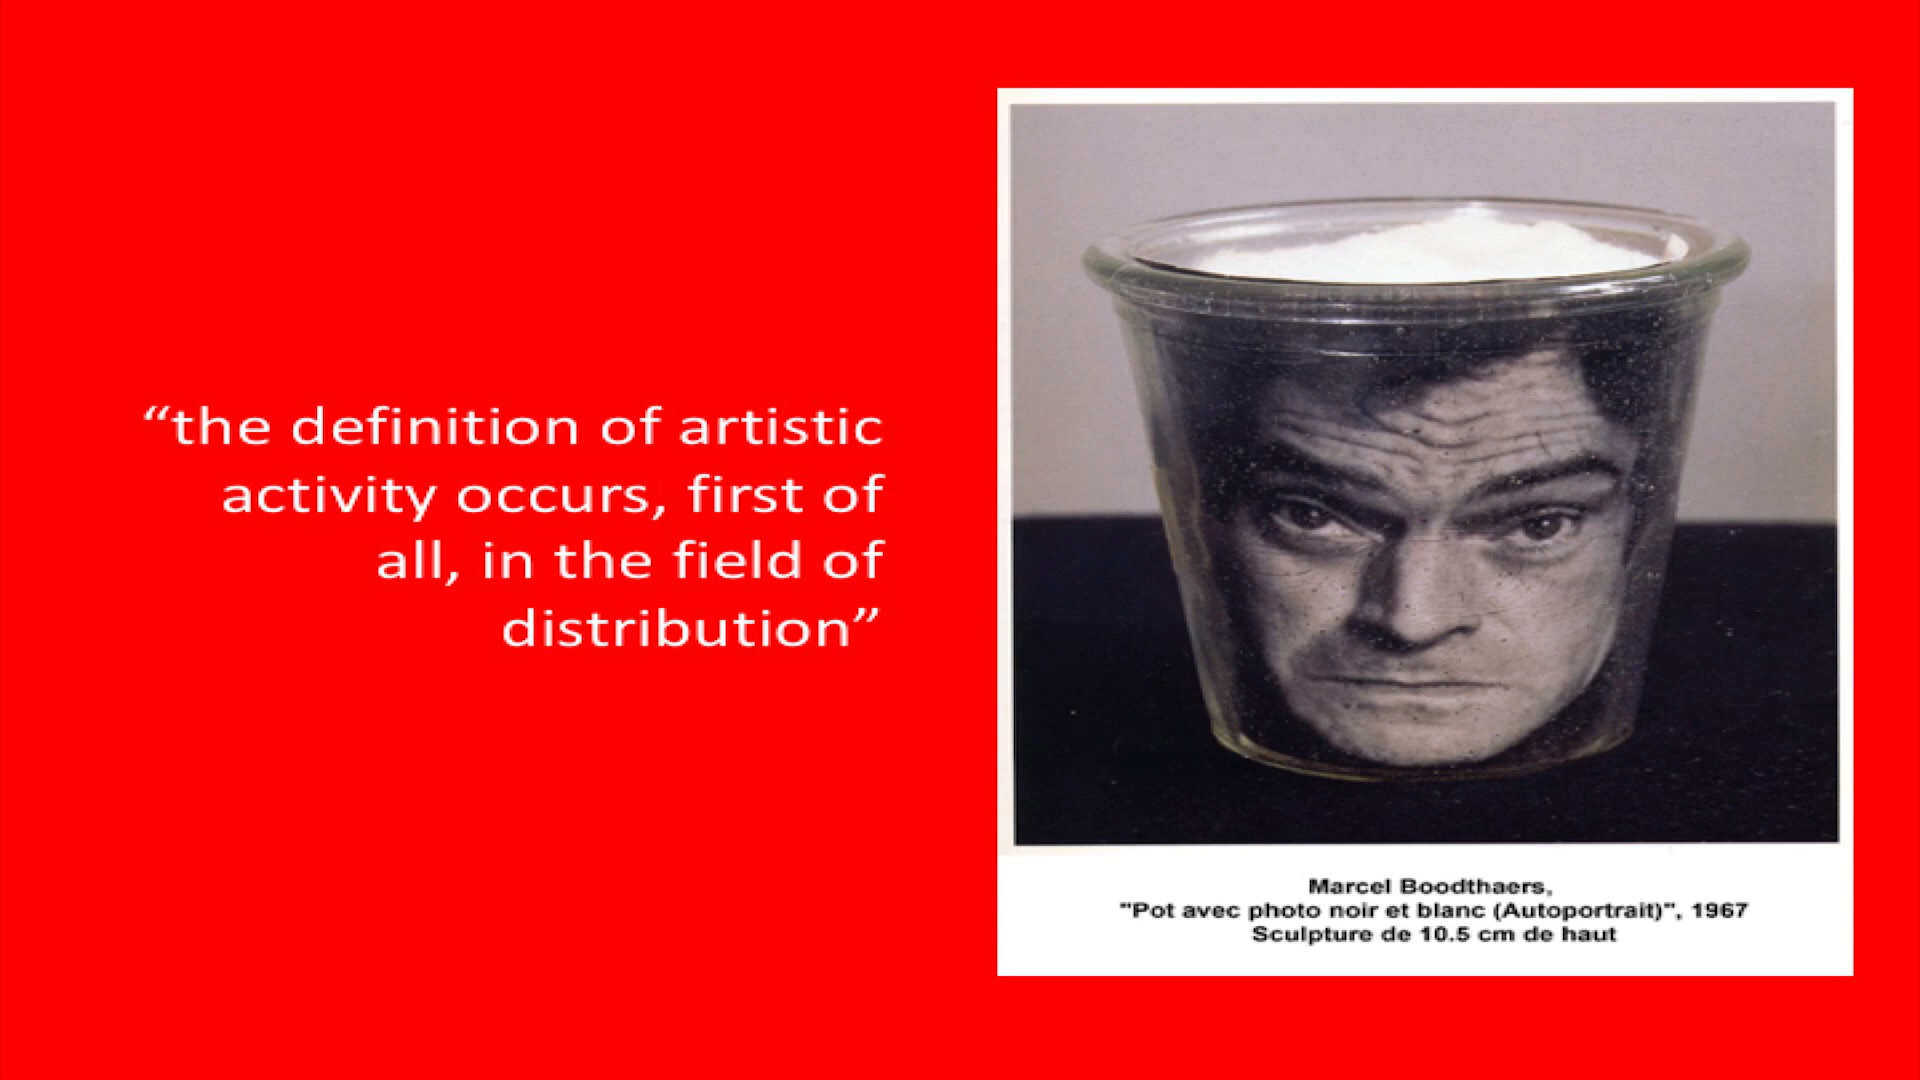 “the definition of artistic
activity occurs, first of
all, in the field of
distribution”
Marcel Boodthaers,
"Pot avec photo noir et blanc (Autoportrait)", 1967
Sculpture de 10.5 cm de haut